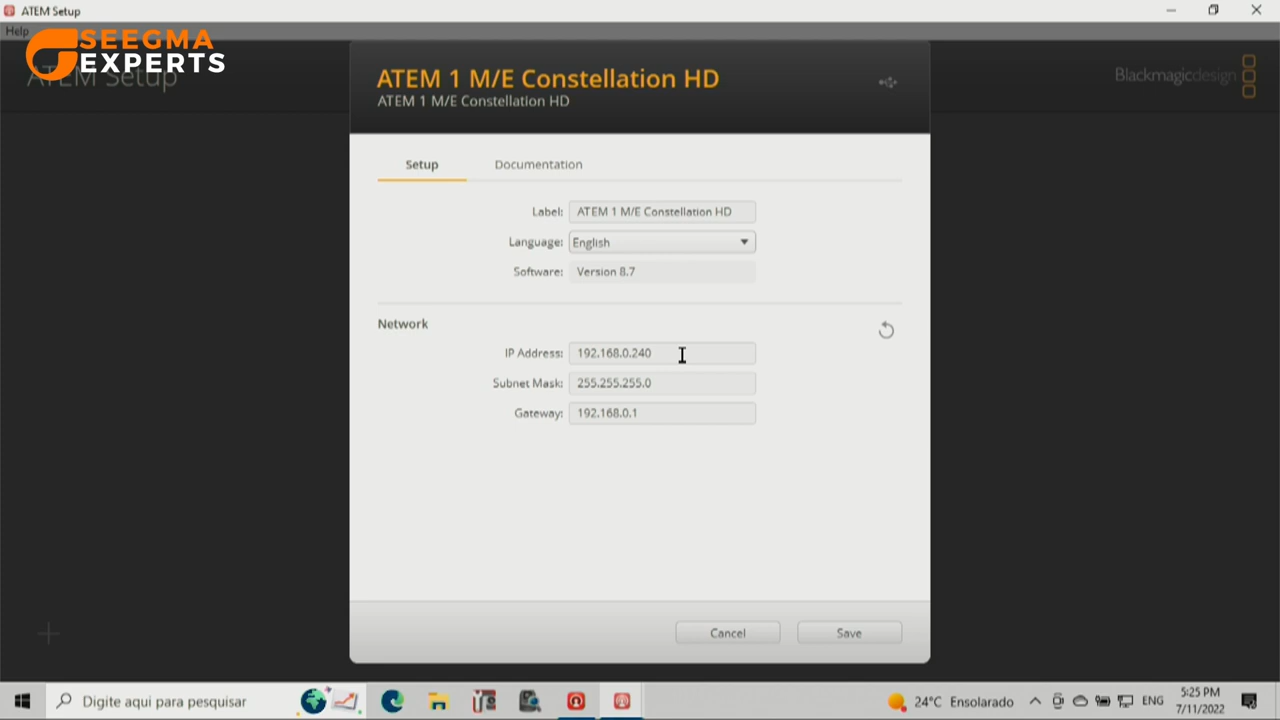 ATEM Setup
Help
SEEGMA
EXPERTS
ATEM Setup
ATEM 1 M/E Constellation HD
ATEM 1 M/E Constellation HD
Blackmagicdesign
Setup Documentation
Label: ATEM 1 M/E Constellation HD
Language: English
Software: Version 8.7
Network
IP Address: 192.168.0.240
Subnet Mask: 255.255.255.0
Gateway: 192.168.0.1
Cancel Save
Digite aqui para pesquisar
24°C Ensolarado
ENG
5:25 PM
7/11/2022